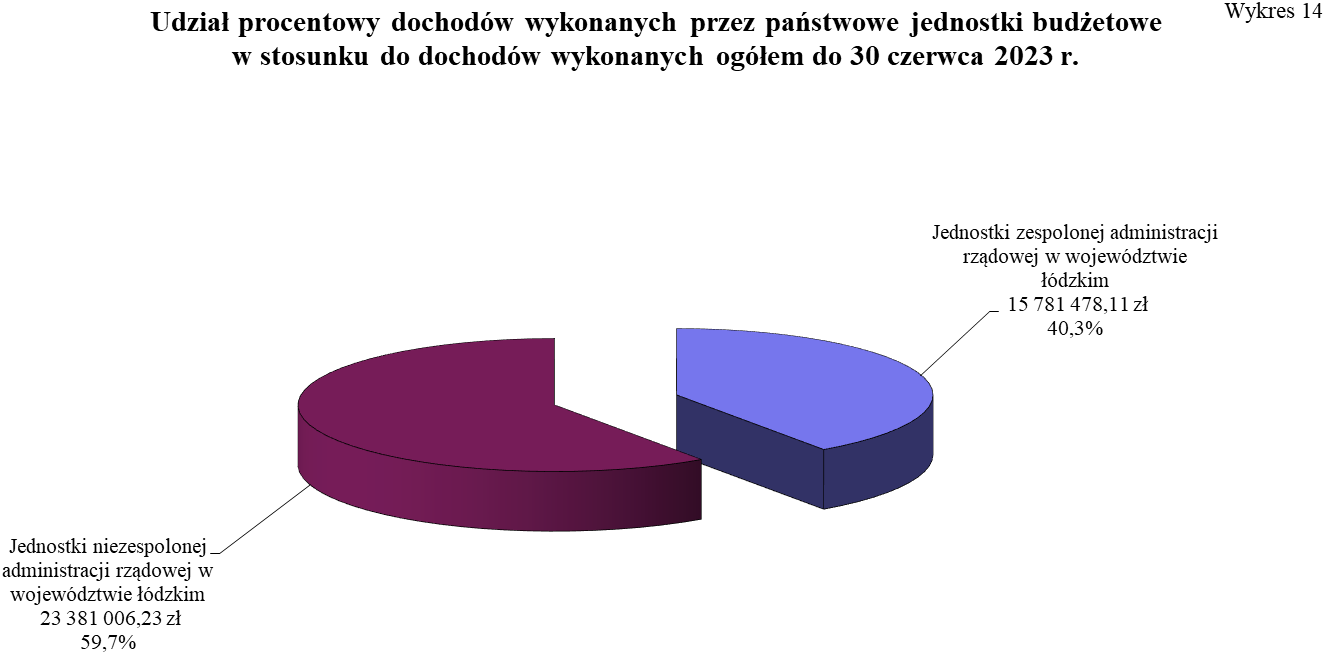 Wykres 14
Udział procentowy dochodów wykonanych przez państwowe jednostki budżetowe
w stosunku do dochodów wykonanych ogółem do 30 czerwca 2023 r.
Jednostki zespolonej administracji
rządowej w województwie
łódzkim
15 781 478,11 zł
40,3%
Jednostki niezespolonej
administracji rządowej w
województwie łódzkim
23 381 006,23 zł
59,7%